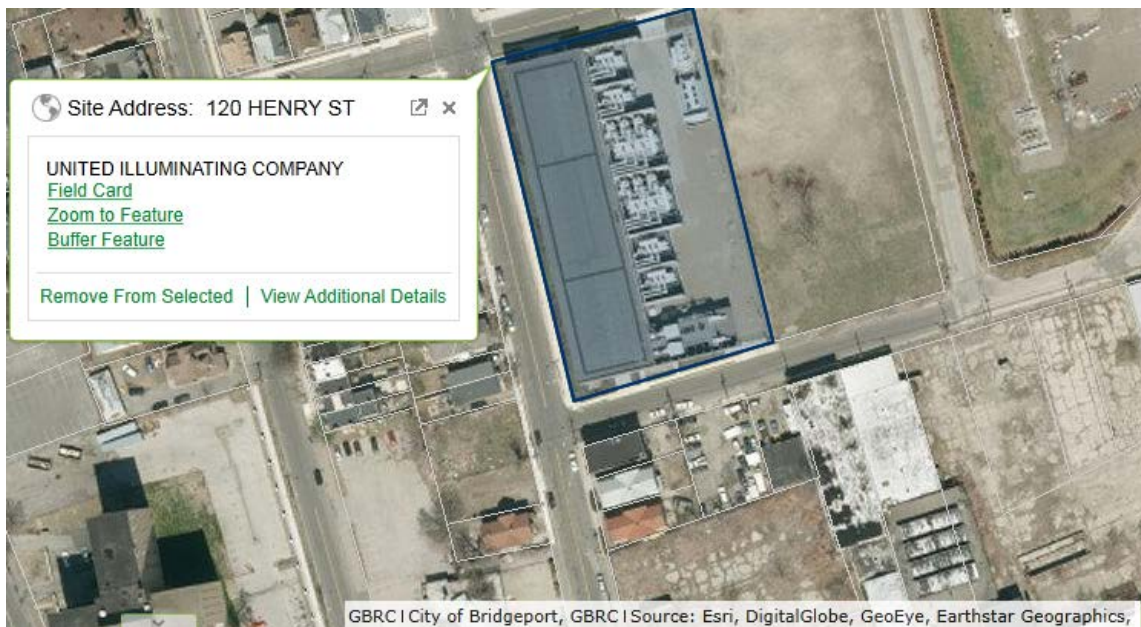 Site Address: 120 HENRY ST
UNITED ILLUMINATING COMPANY
Field Card
Zoom to Feature
Buffer Feature
Remove From Selected | View Additional Details
GBRC | City of Bridgeport, GBRC | Source: Esri, DigitalGlobe, GeoEye, Earthstar Geographics,